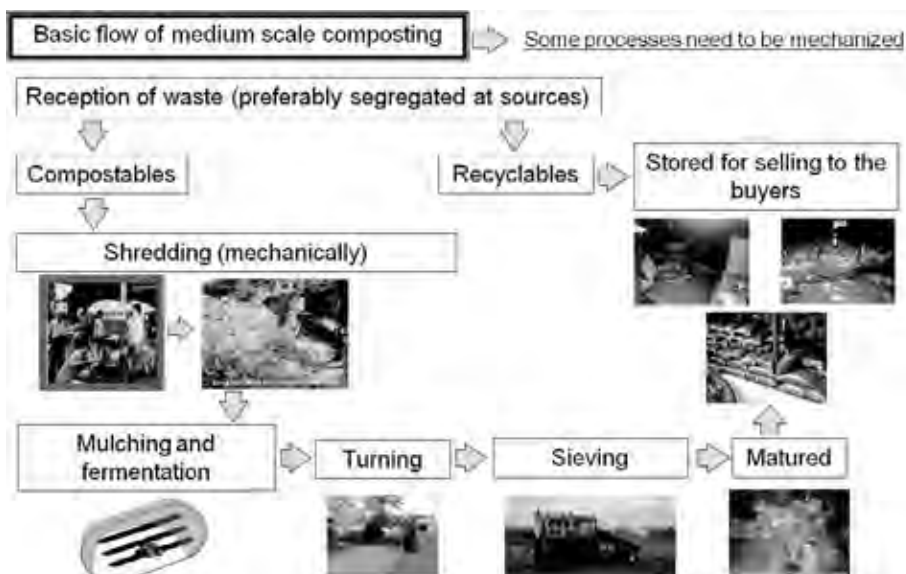 Basic flow of medium scale composting
Some processes need to be mechanized
Reception of waste (preferably segregated at sources)
Compostables
Recyclables
Stored for selling to the
buyers
Shredding (mechanically)
Mulching and
fermentation
Turning
Sieving
Matured